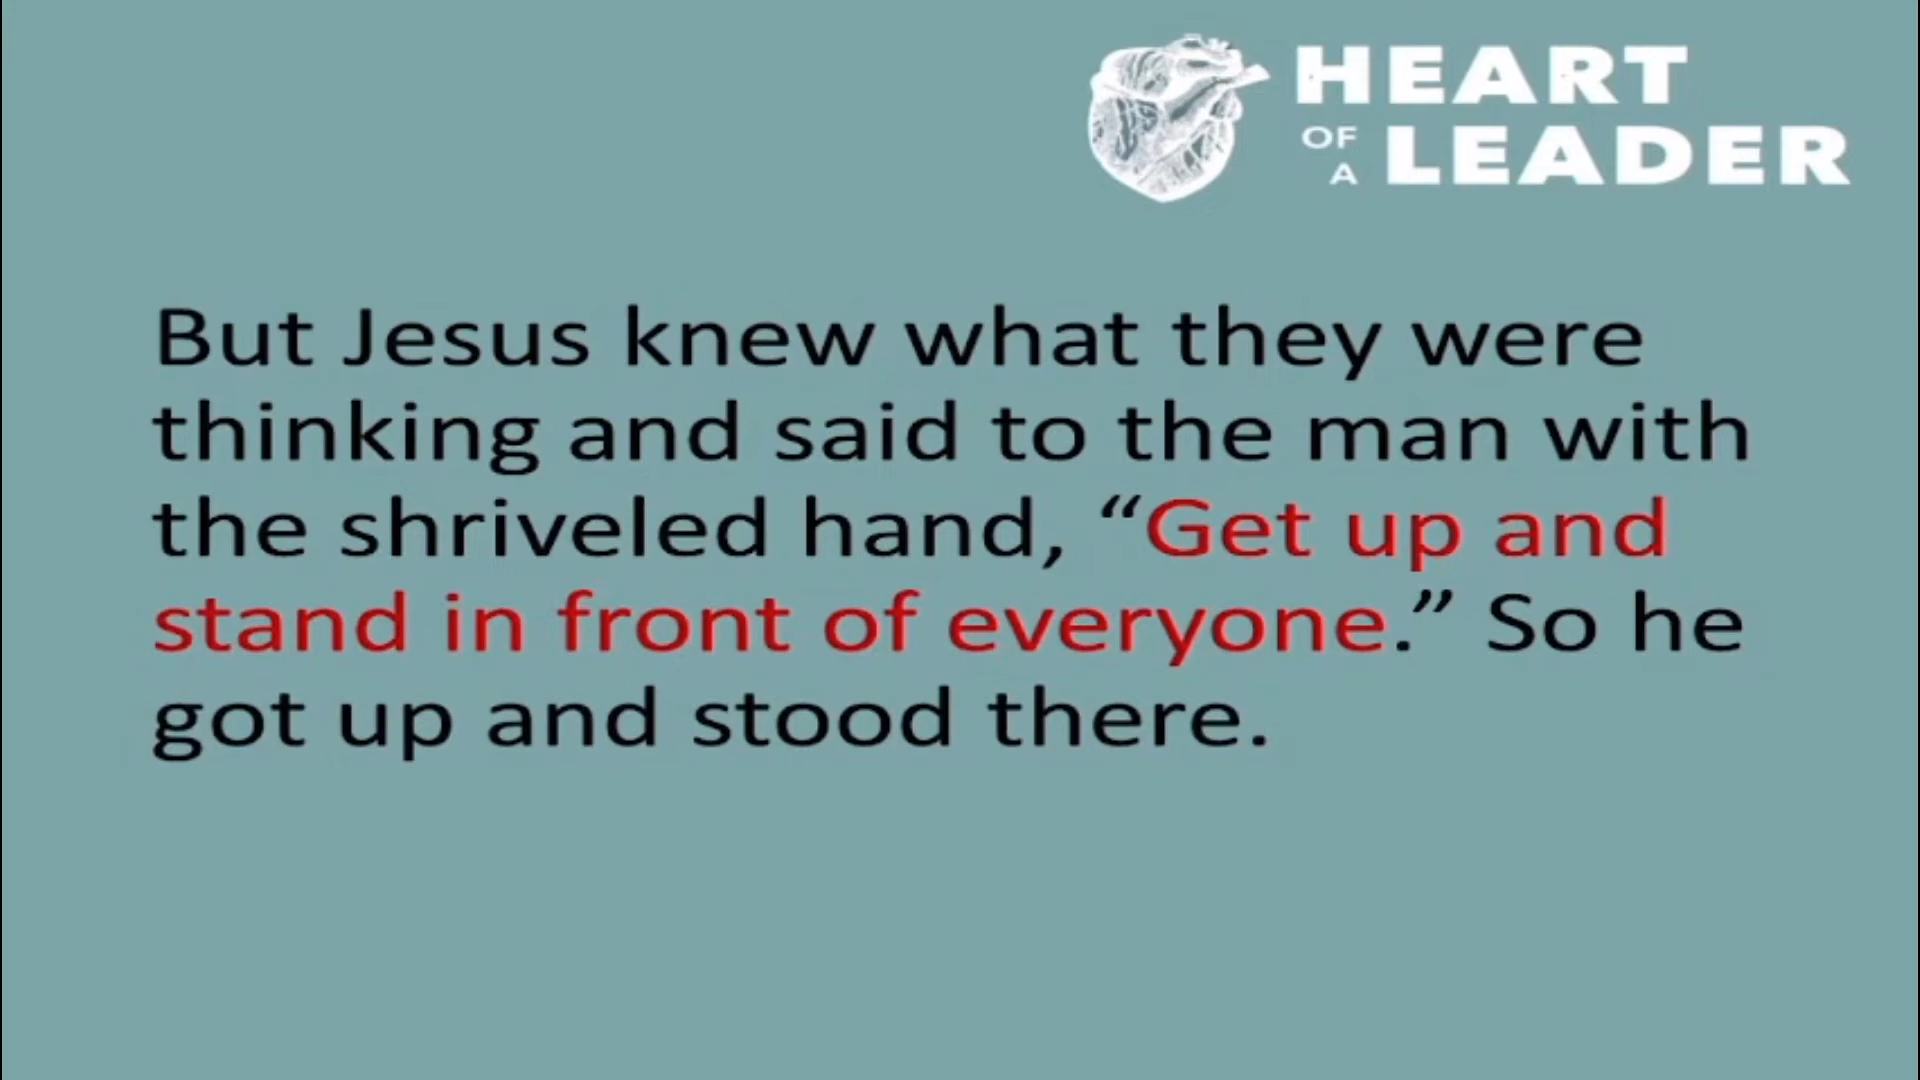 HEART
OF
A LEADER
But Jesus knew what they were
thinking and said to the man with
the shriveled hand, “Get up and
stand in front of everyone.” So he
got up and stood there.